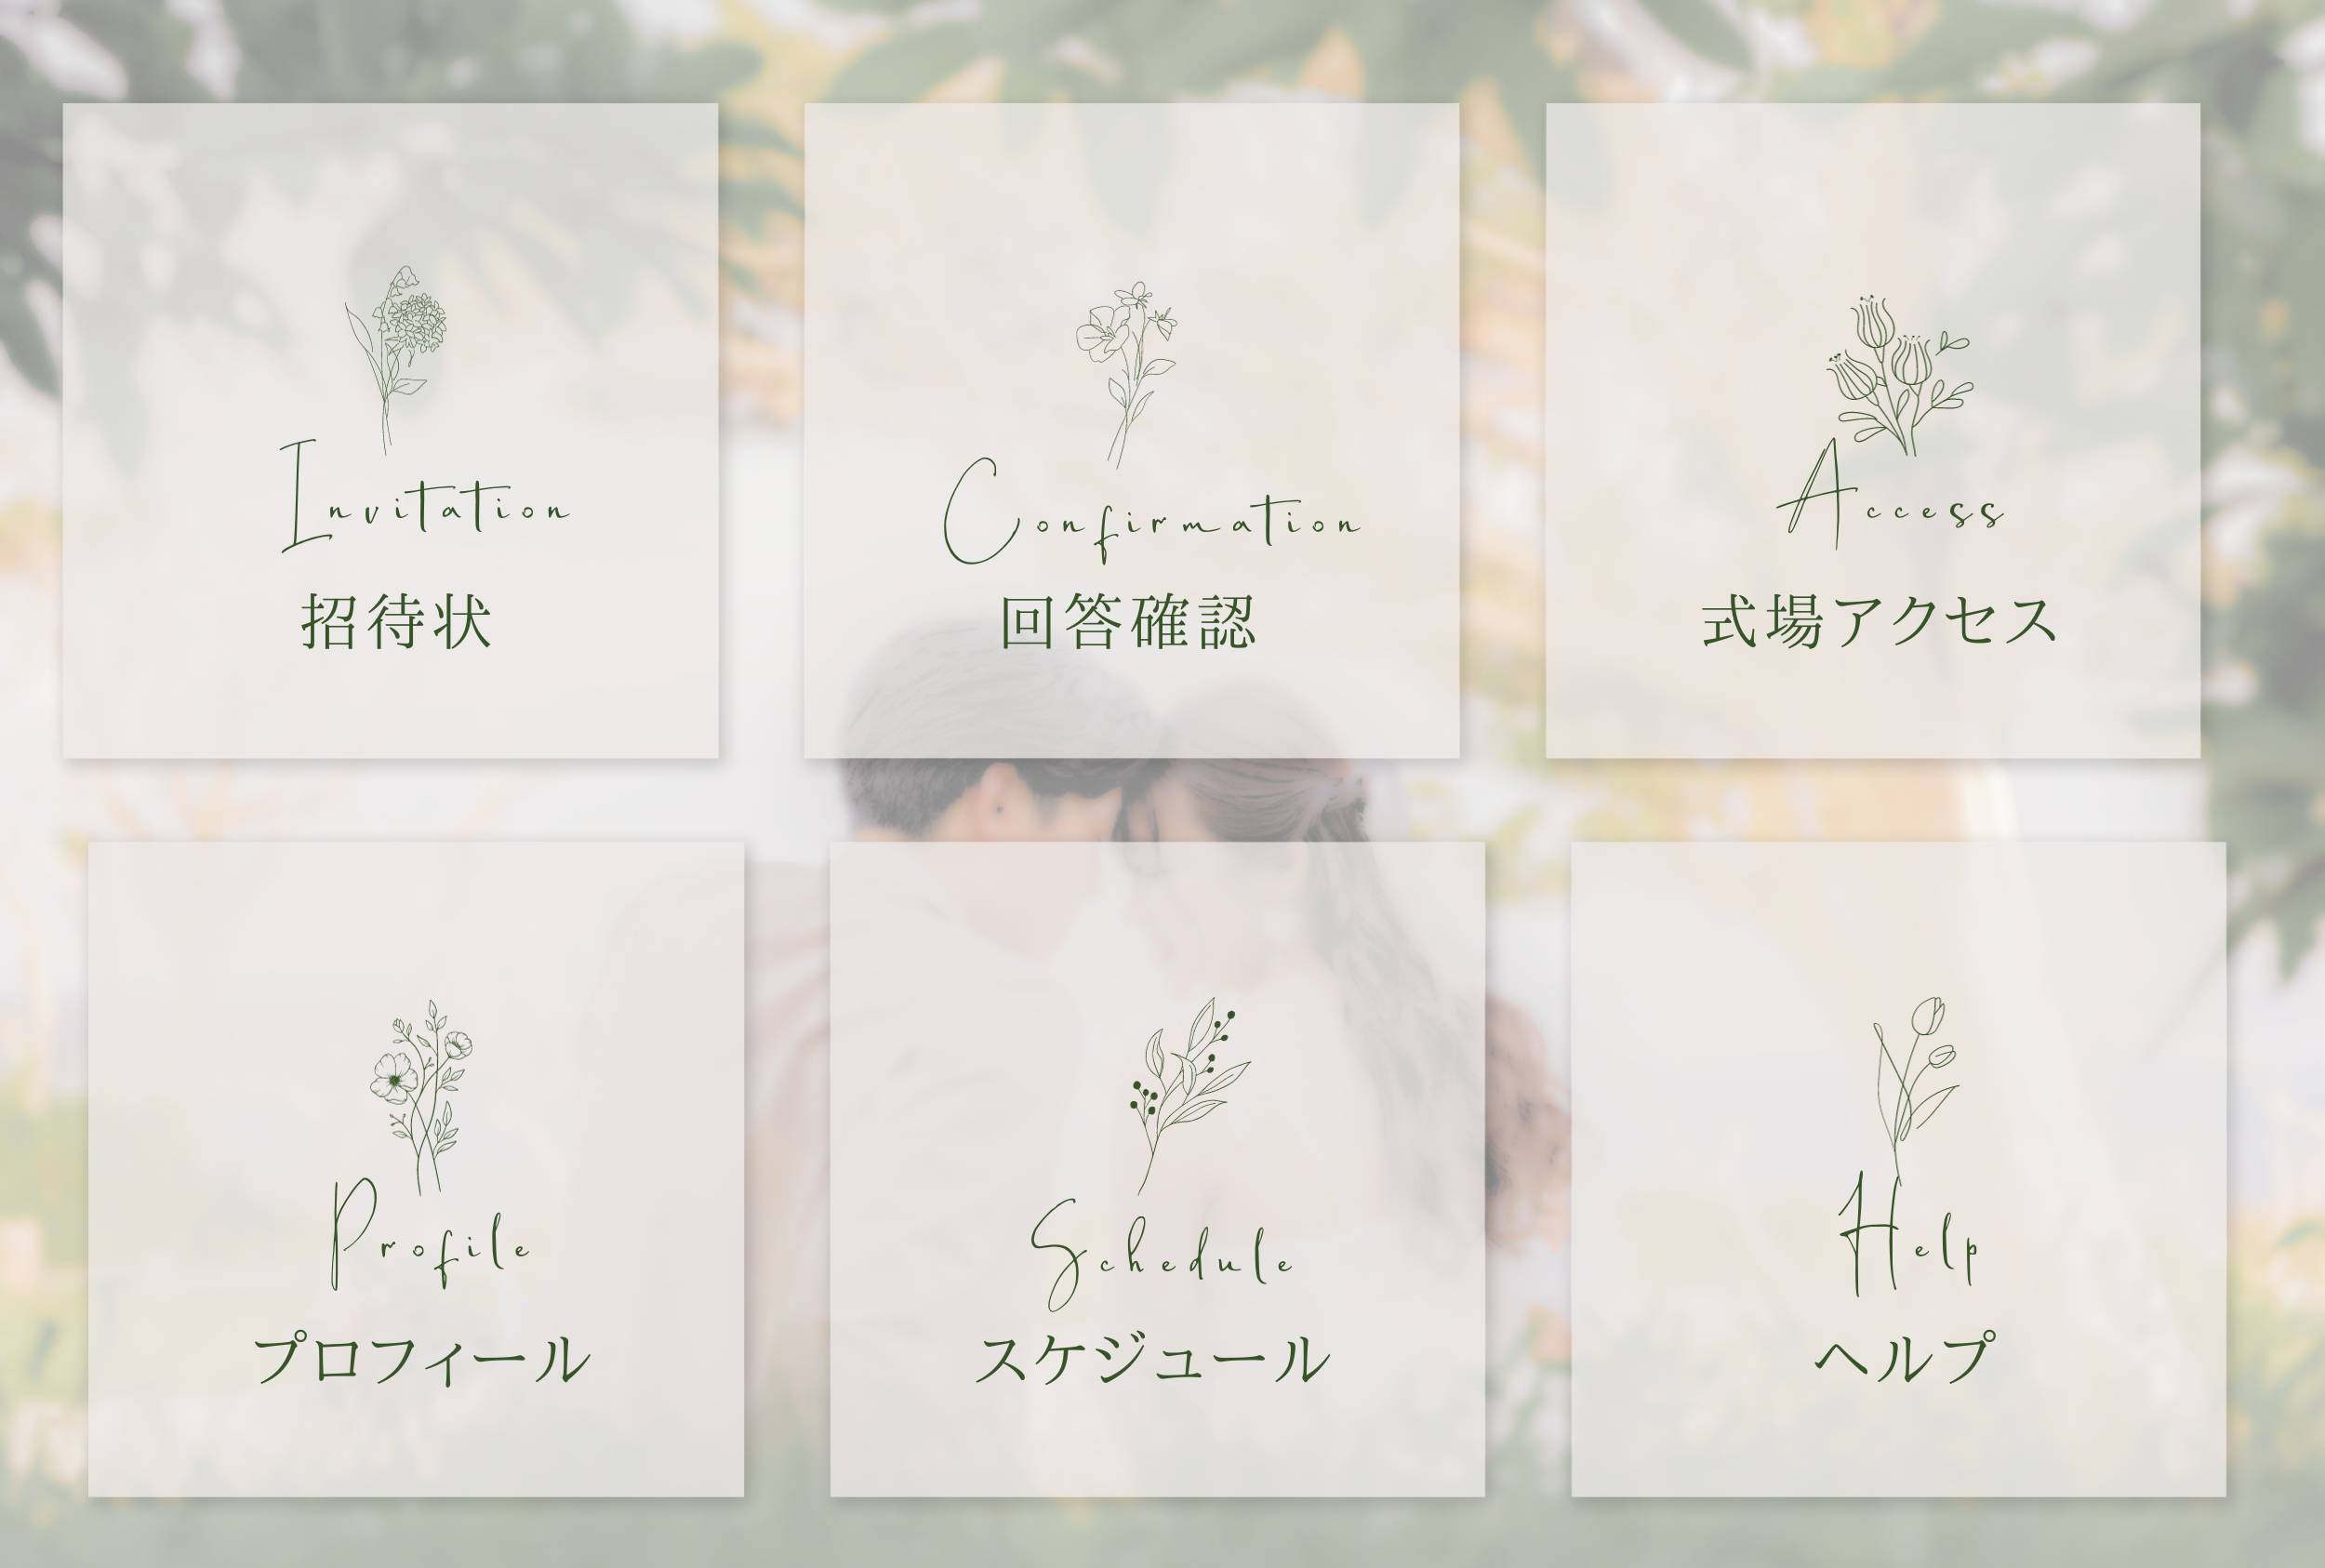 Invitation
招待状
Confirmation
回答確認
Access
式場アクセス
Profile
プロフィール
Schedule
スケジュール
Help
ヘルプ